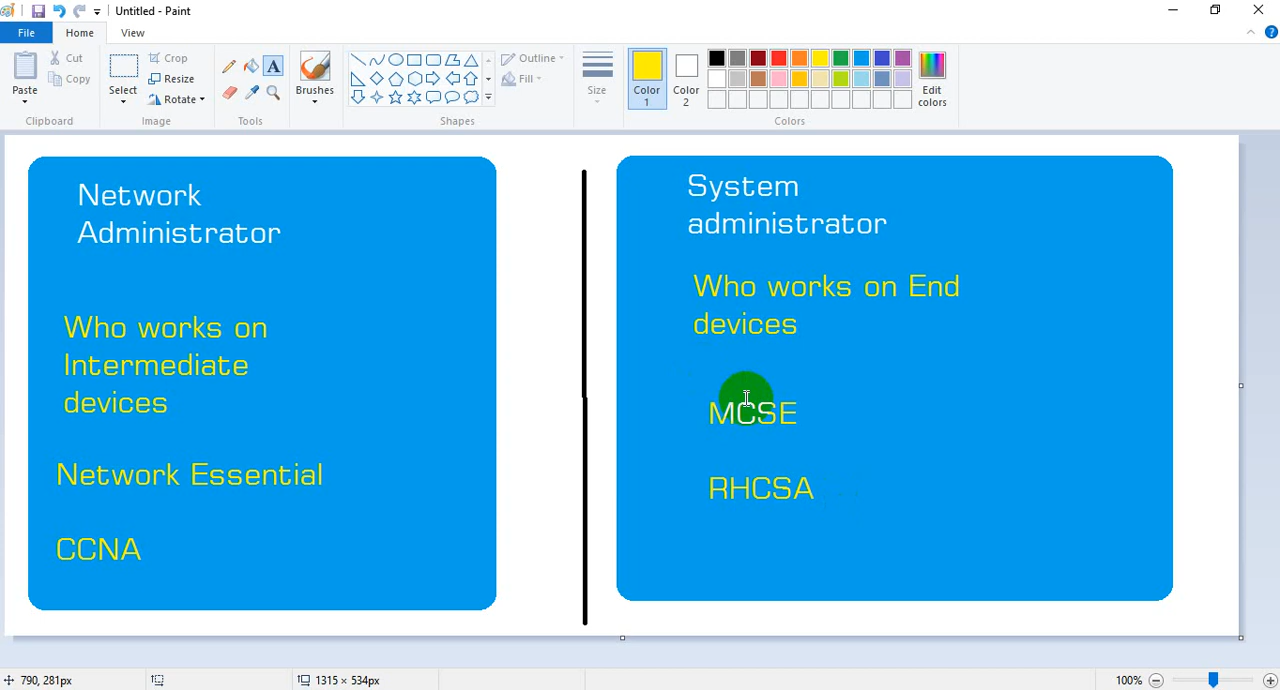 Untitled - Paint
File
Home
View
Paste
Cut
Copy
Clipboard
Select
Crop
Resize
Rotate
Image
A
Tools
Brushes
Outline
Fill
Shapes
Size
Color 1
Color 2
Edit colors
Colors
Network
Administrator
Who works on
Intermediate
devices
Network Essential
CCNA
System
administrator
Who works on End
devices
MCSE
RHCSA
790, 281px
1315 × 534px
100%